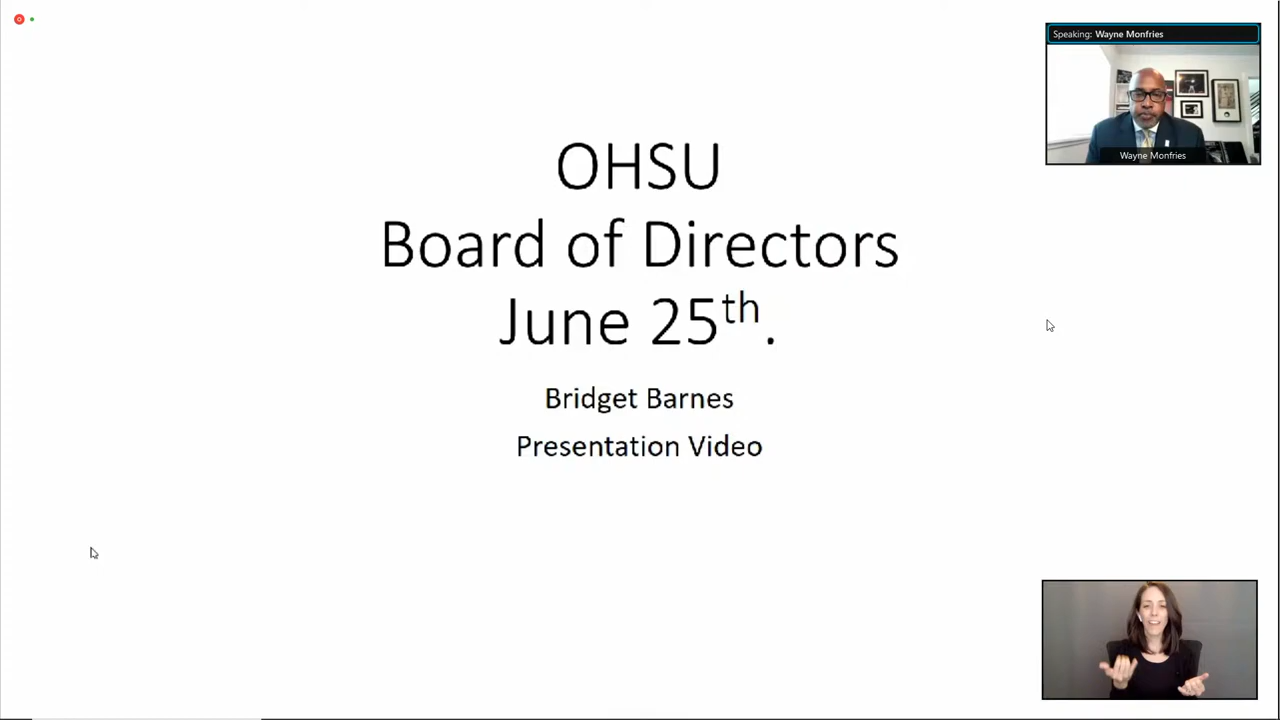 Speaking: Wayne Monfries
Wayne Monfries
OHSU
Board of Directors
June 25th.
Bridget Barnes
Presentation Video